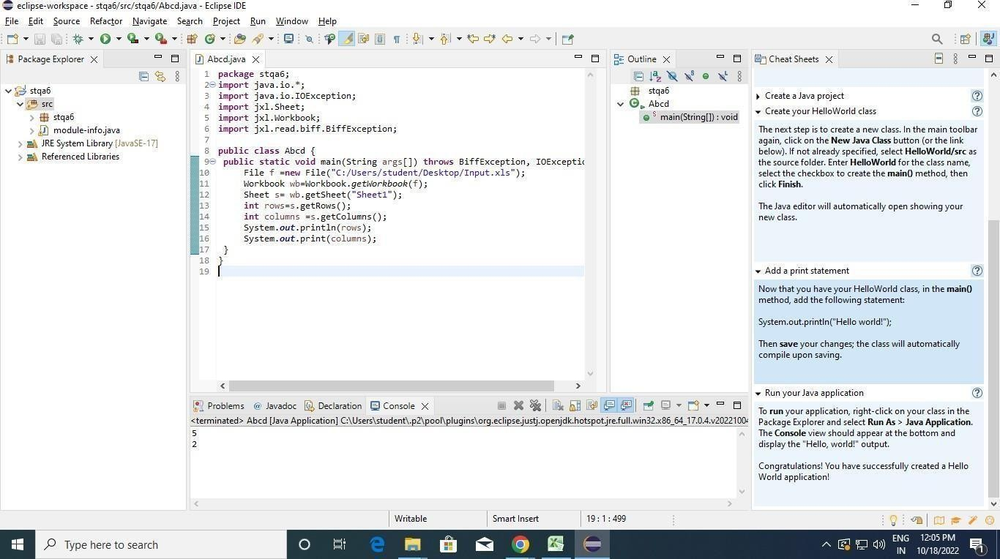 eclipse-workspace - stqa6/src/stqa6/Abcd.java - Eclipse IDE
File Edit Source Refactor Navigate Search Project Run Window Help
Package Explorer
stqa6
src
stqa6
module-info.java
JRE System Library [JavaSE-17]
Referenced Libraries
Abcd.java
1 package stqa6;
2 import java.io.*;
3 import java.io.IOException;
4 import jxl.Sheet;
5 import jxl.Workbook;
6 import jxl.read.biff.BiffException;
7
8 public class Abcd {
9 public static void main(String args[]) throws BiffException, IOExceptio
10 File f =new File("C:/Users/student/Desktop/Input.xls");
11 Workbook wb=Workbook.getWorkbook(f);
12 Sheet s= wb.getSheet("Sheet1");
13 int rows=s.getRows();
14 int columns =s.getColumns();
15 System.out.println(rows);
16 System.out.print(columns);
17 }
18 }
19
Outline
stqa6
Abcd
main(String[]) : void
Cheat Sheets
Create a Java project
Create your HelloWorld class
The next step is to create a new class. In the main toolbar
again, click on the New Java Class button (or the link
below). If not already specified, select HelloWorld/src as
the source folder. Enter HelloWorld for the class name,
select the checkbox to create the main() method, then
click Finish.
The Java editor will automatically open showing your
new class.
Add a print statement
Now that you have your HelloWorld class, in the main()
method, add the following statement:
System.out.println("Hello world!");
Then save your changes; the class will automatically
compile upon saving.
Run your Java application
To run your application, right-click on your class in the
Package Explorer and select Run As > Java Application.
The Console view should appear at the bottom and
display the "Hello, world!" output.
Congratulations! You have successfully created a Hello
World application!
Problems @ Javadoc Declaration Console
<terminated> Abcd [Java Application] C:\Users\student\.p2\pool\plugins\org.eclipse.justj.openjdk.hotspot.jre.full.win32.x86_64_17.0.4.v20221004
5
2
Writable Smart Insert 19 : 1 : 499
Type here to search
ENG
IN
12:05 PM
10/18/2022
1